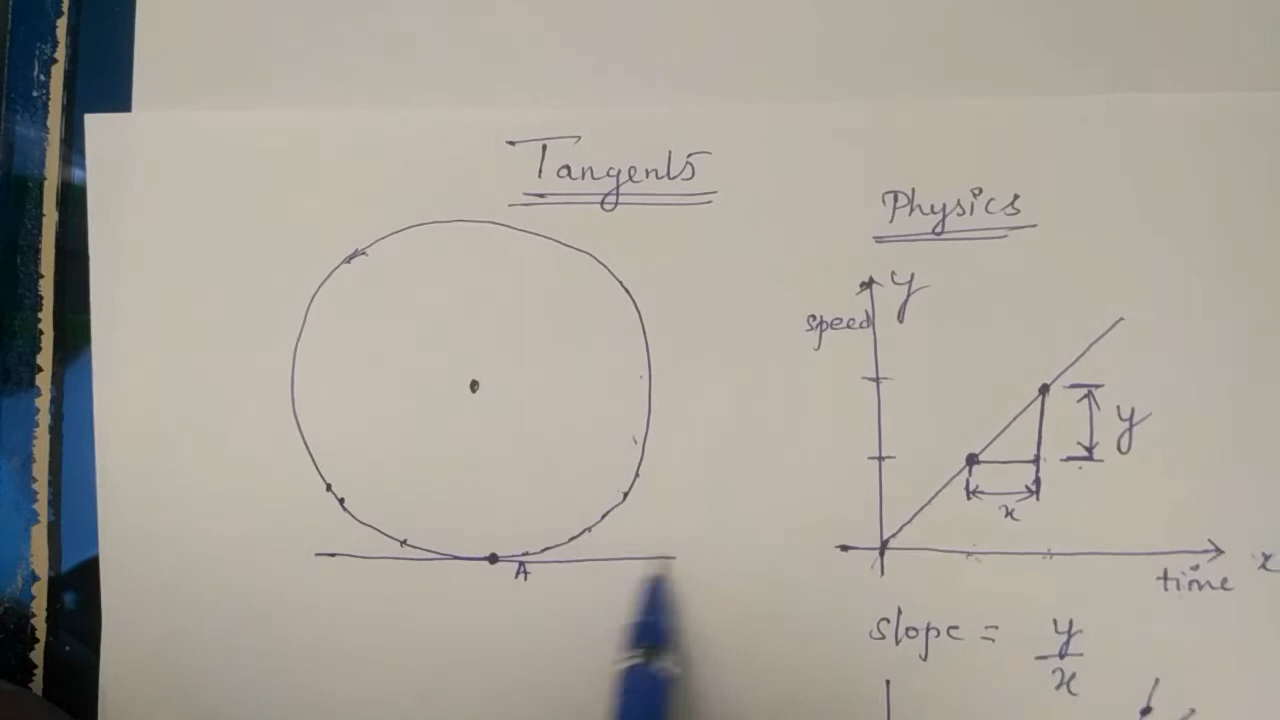 Tangents
A
Physics
y
speed
y
x
time x
slope = y/x